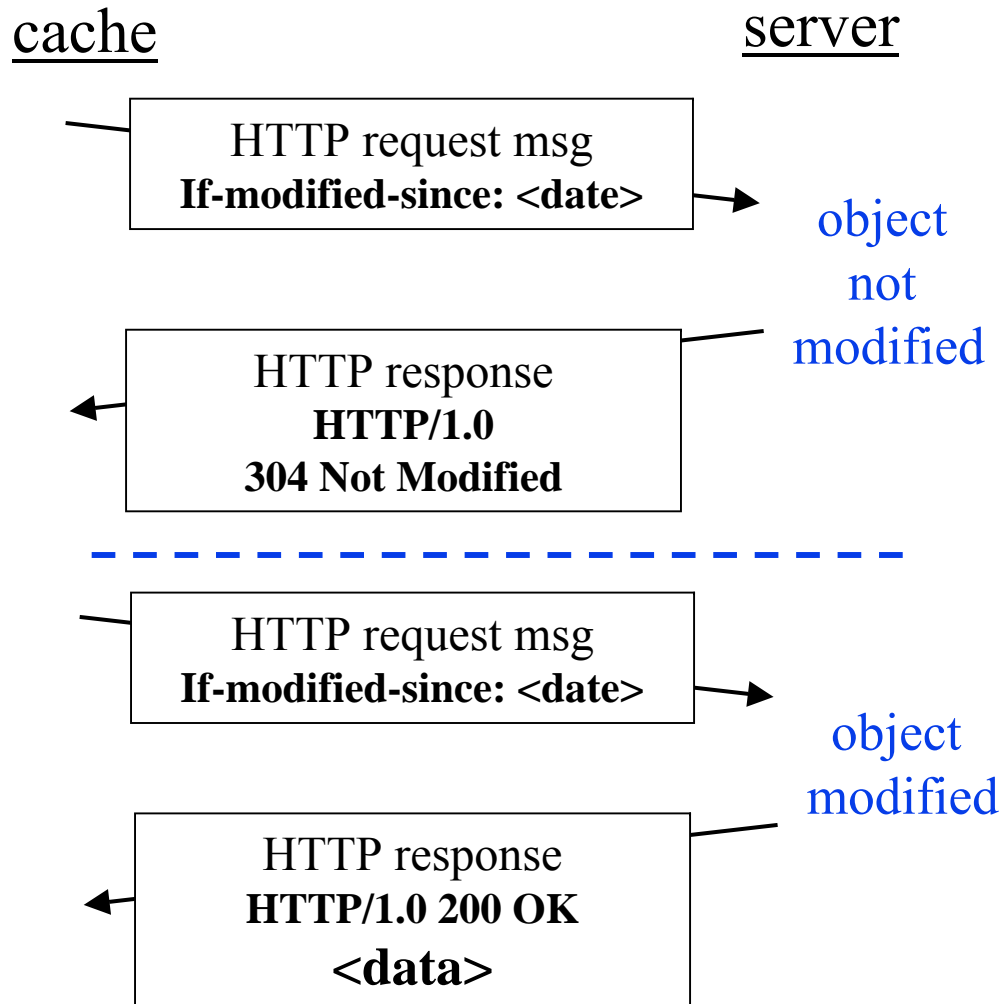 cache
server
HTTP request msg
If-modified-since: <date>
object
not
modified
HTTP response
HTTP/1.0
304 Not Modified
HTTP request msg
If-modified-since: <date>
object
modified
HTTP response
HTTP/1.0 200 OK
<data>